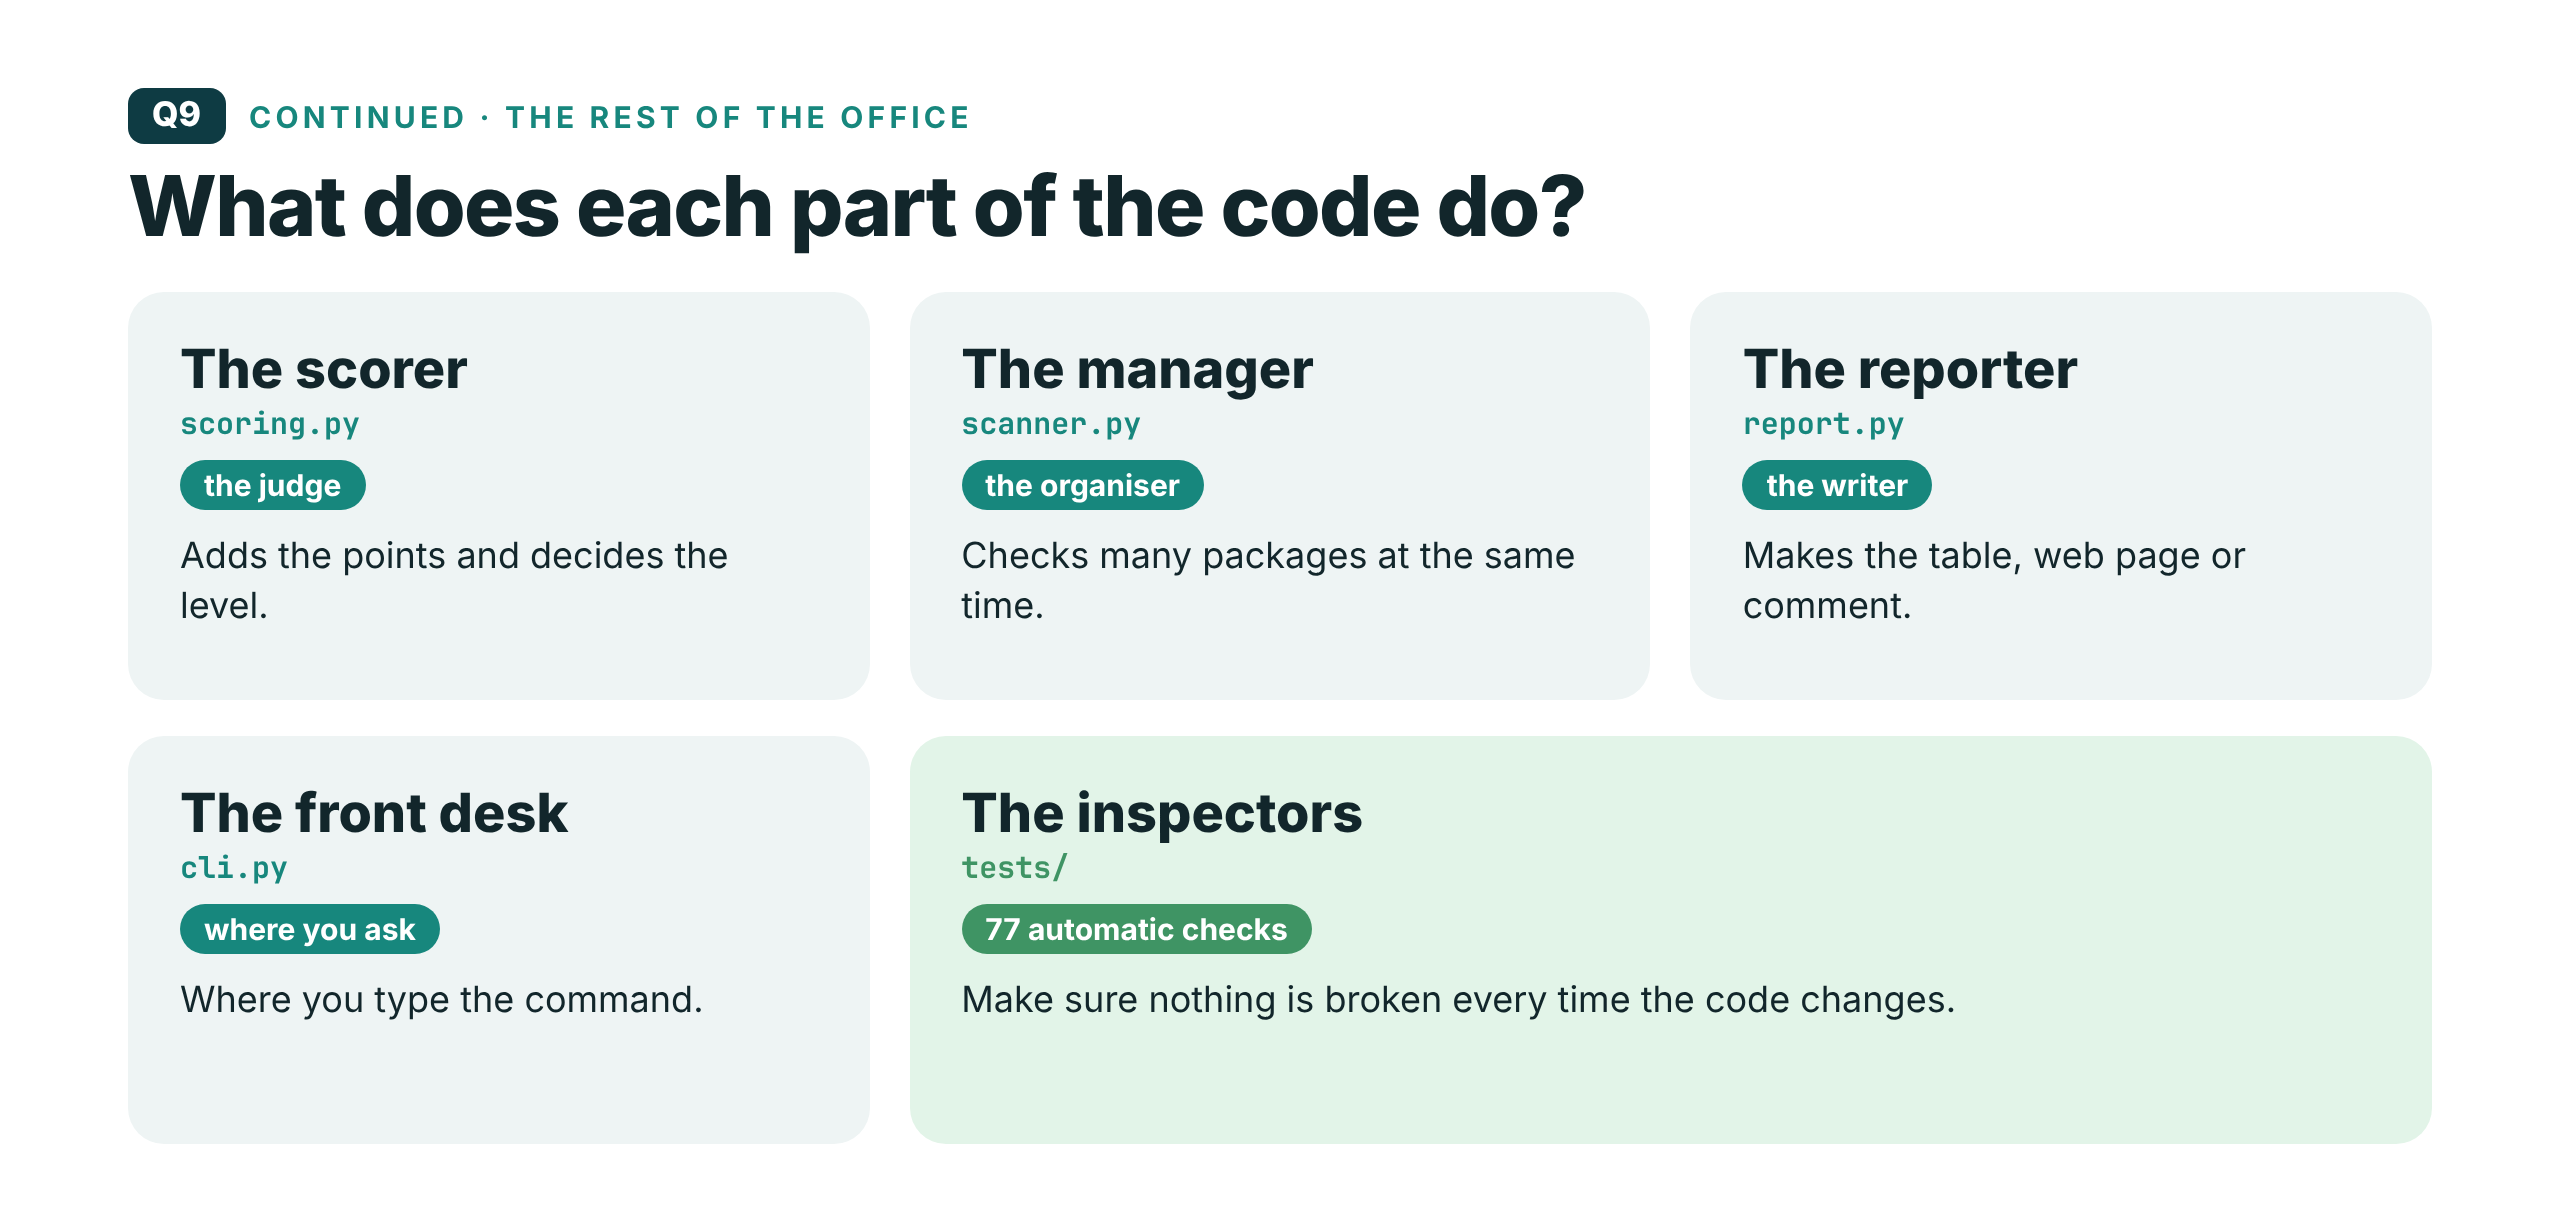 Q9 CONTINUED · THE REST OF THE OFFICE
What does each part of the code do?
The scorer
scoring.py
the judge
Adds the points and decides the
level.
The manager
scanner.py
the organiser
Checks many packages at the same
time.
The reporter
report.py
the writer
Makes the table, web page or
comment.
The front desk
cli.py
where you ask
Where you type the command.
The inspectors
tests/
77 automatic checks
Make sure nothing is broken every time the code changes.